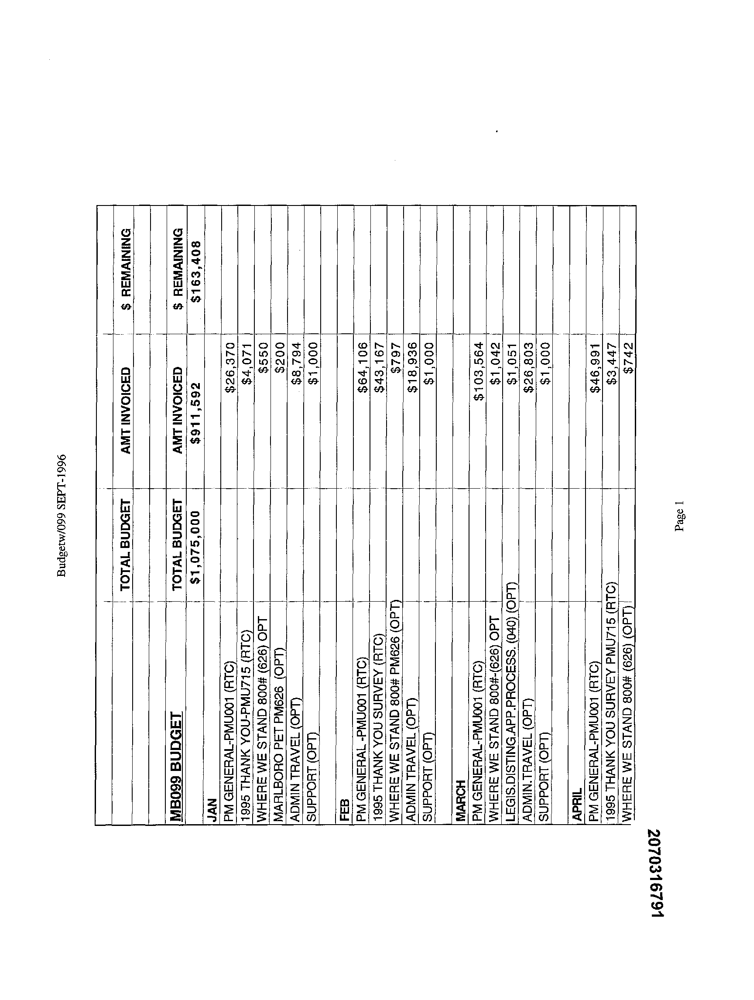 Budgetw/099 SEPT-1996
TOTAL BUDGET AMT INVOICED $ REMAINING
MB099 BUDGET TOTAL BUDGET AMT INVOICED $ REMAINING
$1,075,000 $911,592 $163,408
JAN
PM GENERAL-PMU001 (RTC) $26,370
1995 THANK YOU-PMU715 (RTC) $4,071
WHERE WE STAND 800# (626) OPT $550
MARLBORO PET PM626 (OPT) $200
ADMIN TRAVEL (OPT) $8,794
SUPPORT (OPT) $1,000
FEB
PM GENERAL -PMU001 (RTC) $64,106
1995 THANK YOU SURVEY (RTC) $43,167
WHERE WE STAND 800# PM626 (OPT) $797
ADMIN TRAVEL (OPT) $18,936
SUPPORT (OPT) $1,000
MARCH
PM GENERAL-PMU001 (RTC) $103,564
WHERE WE STAND 800#-(626) OPT $1,042
LEGIS.DISTING.APP.PROCESS. (040) (OPT) $1,051
ADMIN.TRAVEL (OPT) $26,803
SUPPORT (OPT) $1,000
APRIL
PM GENERAL-PMU001 (RTC) $46,991
1995 THANK YOU SURVEY PMU715 (RTC) $3,447
WHERE WE STAND 800# (626) (OPT) $742
Page 1
2070316791